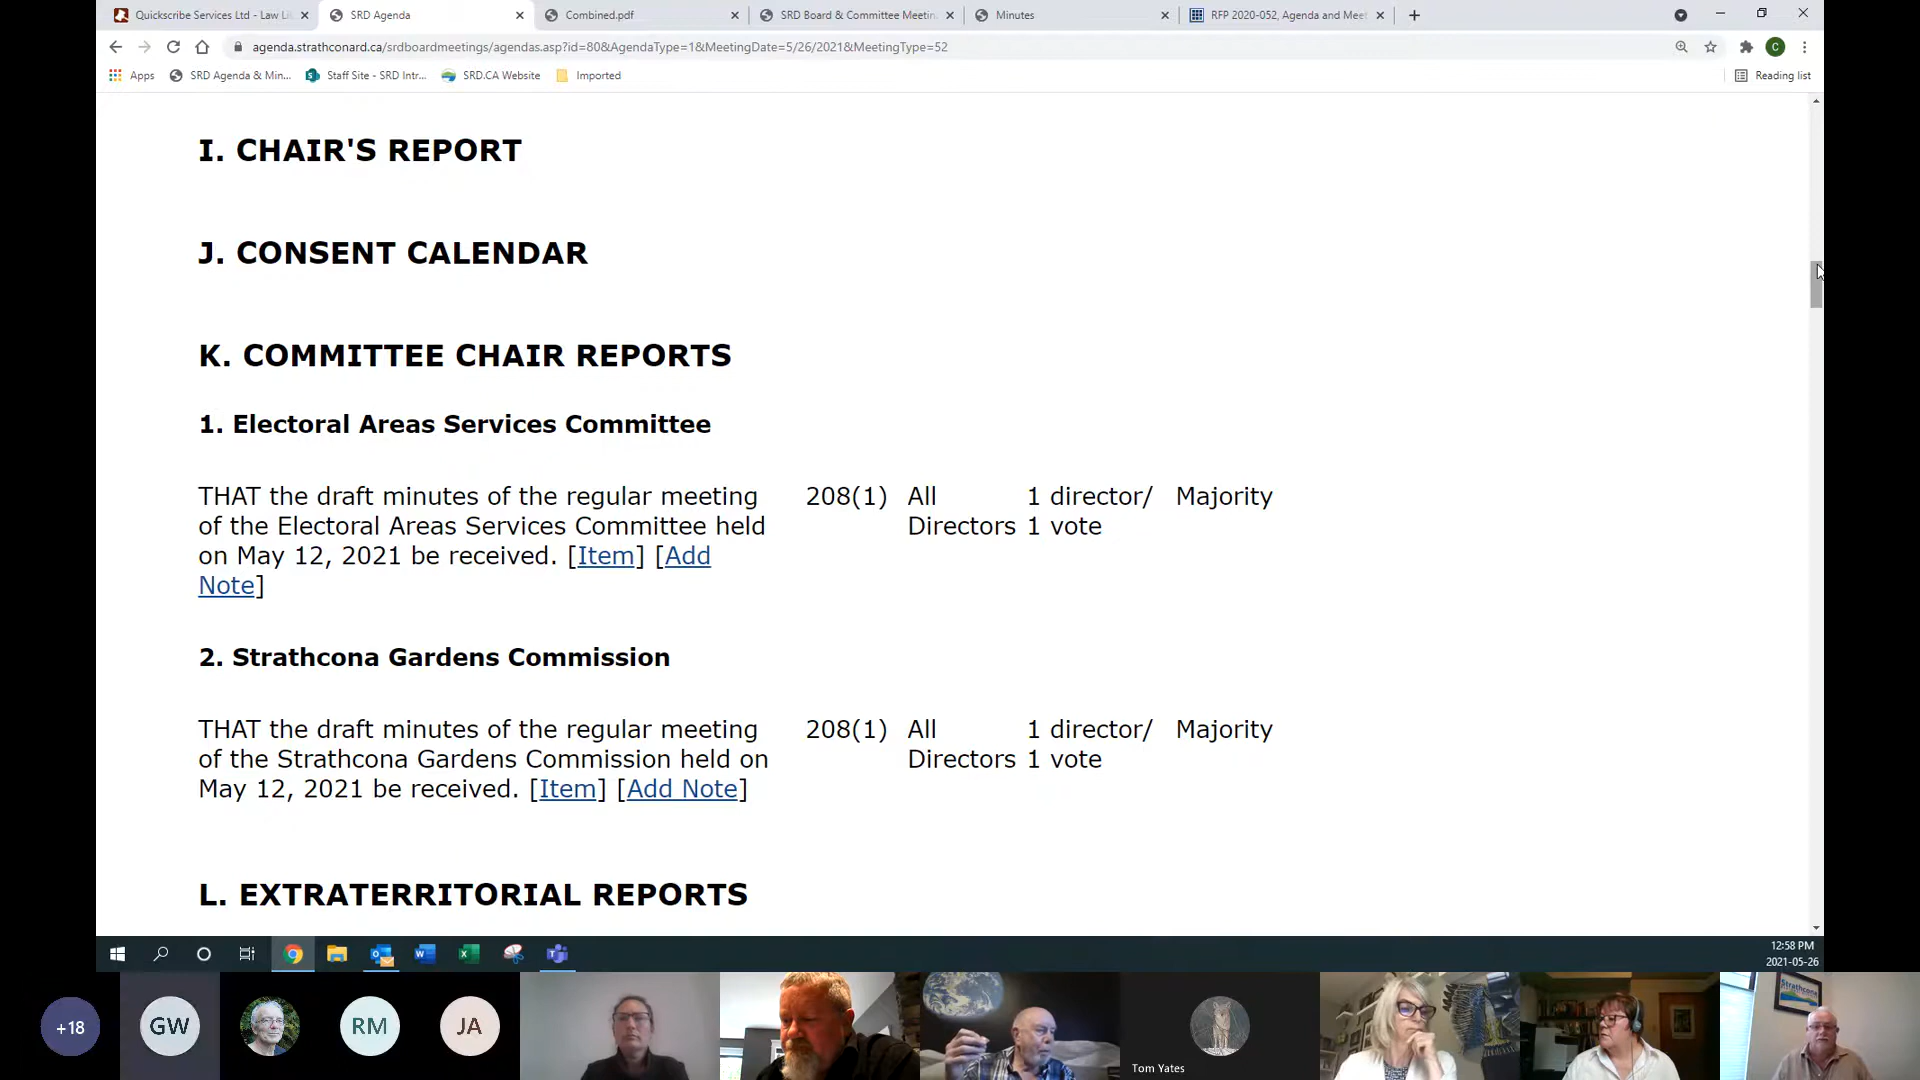 Quickscribe Services Ltd - Law Li
SRD Agenda
Combined.pdf
SRD Board & Committee Meetin
Minutes
RFP 2020-052, Agenda and Meet
agenda.strathconard.ca/srdboardmeetings/agendas.asp?id=80&AgendaType=1&MeetingDate=5/26/2021&MeetingType=52
C
Apps
SRD Agenda & Min...
Staff Site - SRD Intr...
SRD.CA Website
Imported
Reading list
I. CHAIR'S REPORT
J. CONSENT CALENDAR
K. COMMITTEE CHAIR REPORTS
1. Electoral Areas Services Committee
THAT the draft minutes of the regular meeting 208(1) All 1 director/ Majority
of the Electoral Areas Services Committee held Directors 1 vote
on May 12, 2021 be received. [Item] [Add
Note]
2. Strathcona Gardens Commission
THAT the draft minutes of the regular meeting 208(1) All 1 director/ Majority
of the Strathcona Gardens Commission held on Directors 1 vote
May 12, 2021 be received. [Item] [Add Note]
L. EXTRATERRITORIAL REPORTS
12:58 PM
2021-05-26
+18
GW
RM
JA
Tom Yates
Strathcona